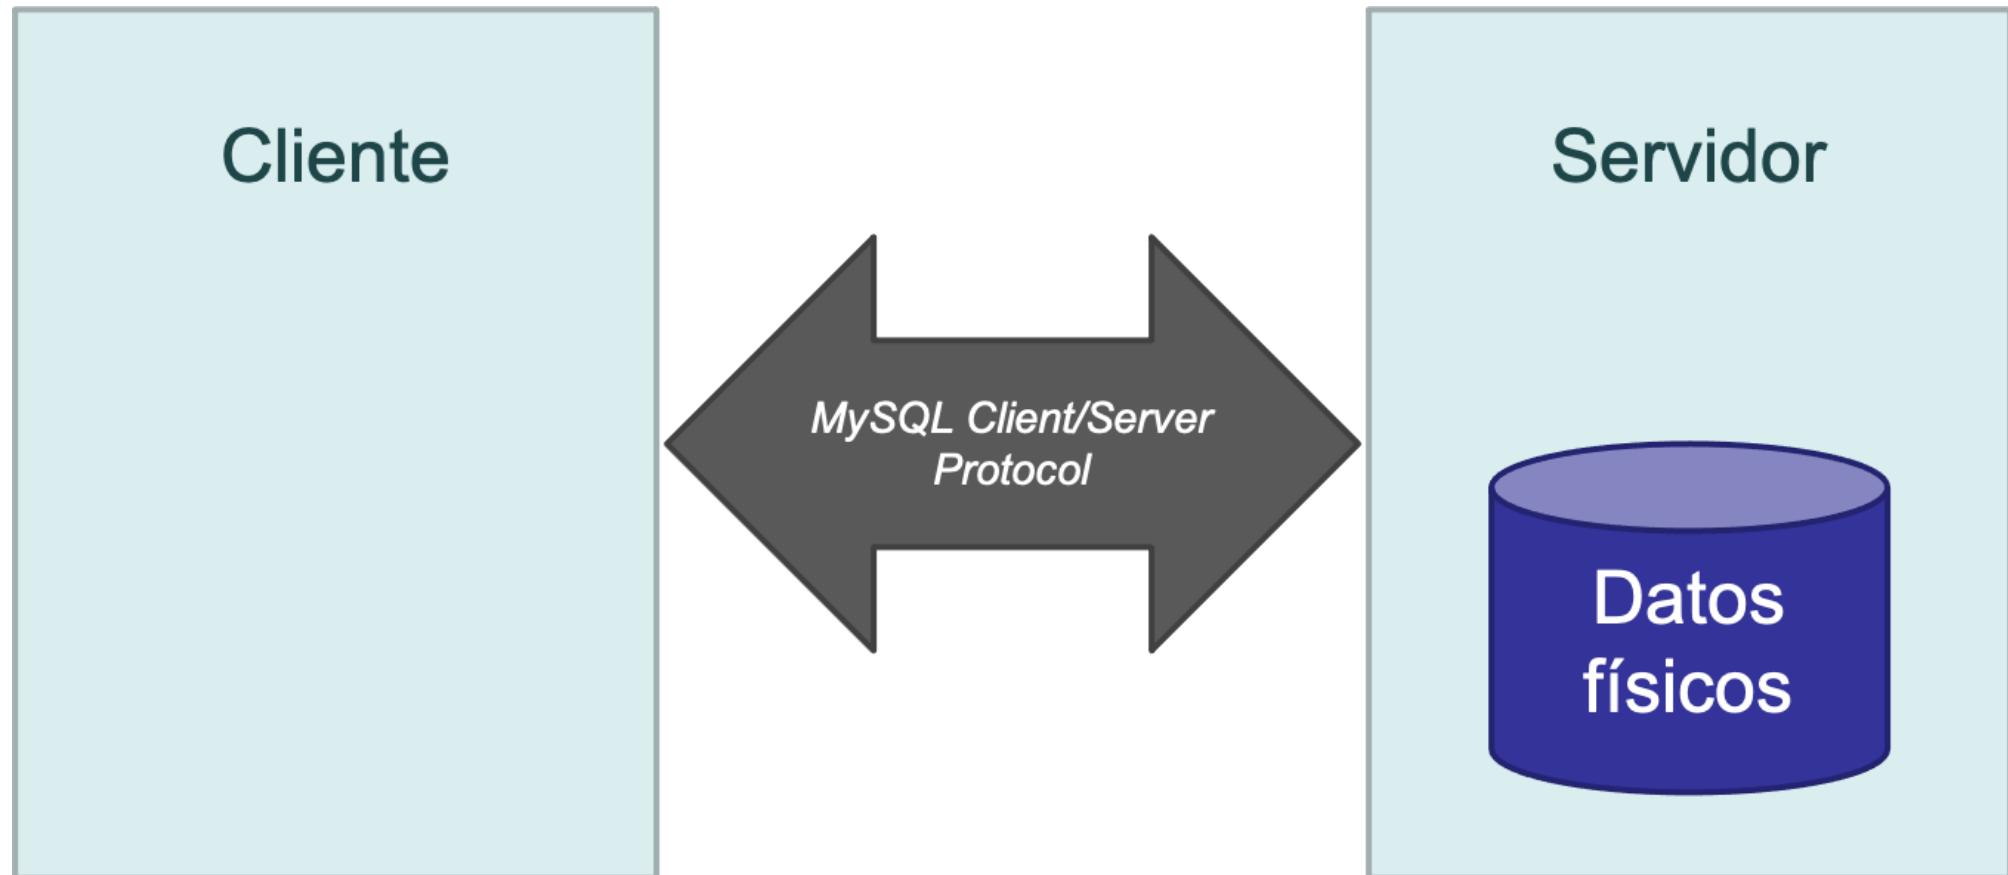 Cliente
Servidor
MySQL Client/Server
Protocol
Datos
físicos